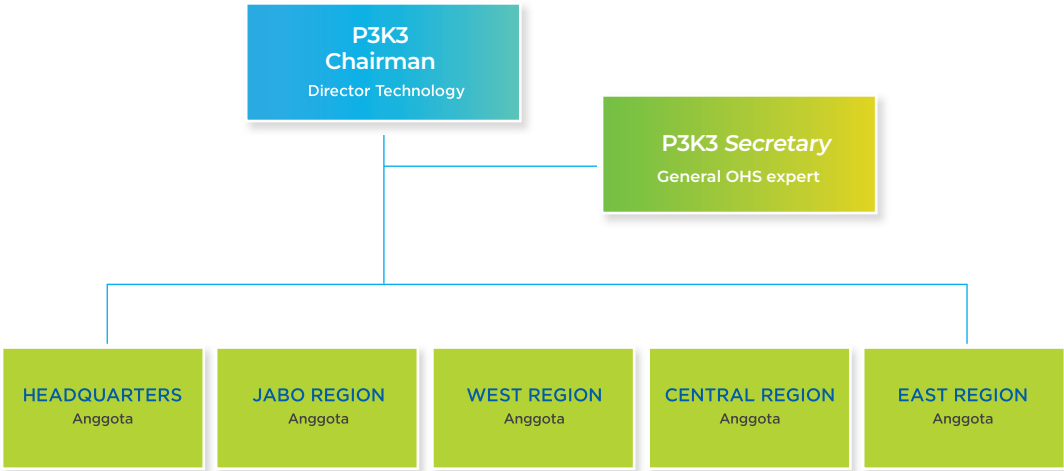 P3K3
Chairman
Director Technology
P3K3 Secretary
General OHS expert
HEADQUARTERS
Anggota
JABO REGION
Anggota
WEST REGION
Anggota
CENTRAL REGION
Anggota
EAST REGION
Anggota